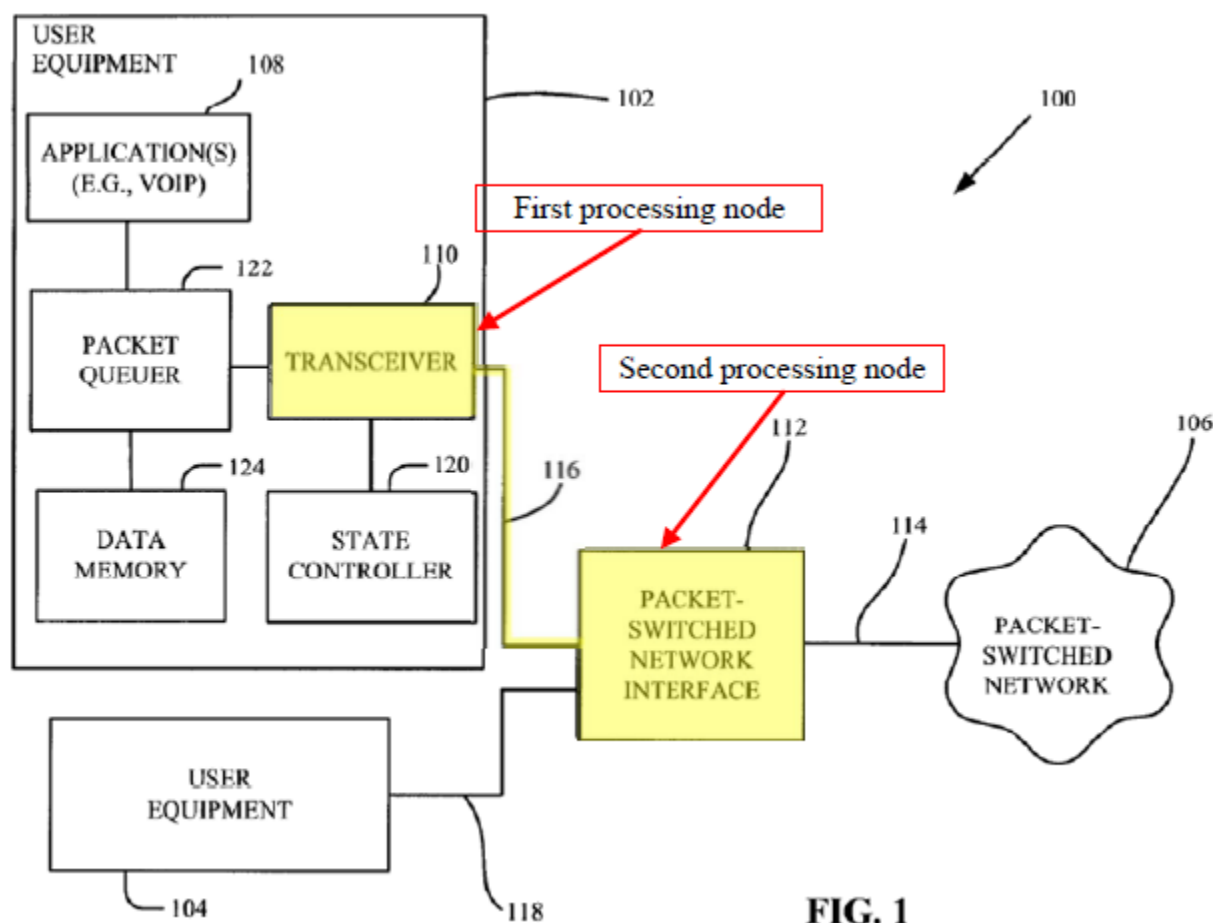 USER
EQUIPMENT
108
102
100
APPLICATION(S)
(E.G., VOIP)
First processing node
122
110
PACKET
QUEUER
TRANSCEIVER
Second processing node
112
106
124
120
116
114
DATA
MEMORY
STATE
CONTROLLER
PACKET-
SWITCHED
NETWORK
INTERFACE
PACKET-
SWITCHED
NETWORK
USER
EQUIPMENT
104
118
FIG. 1